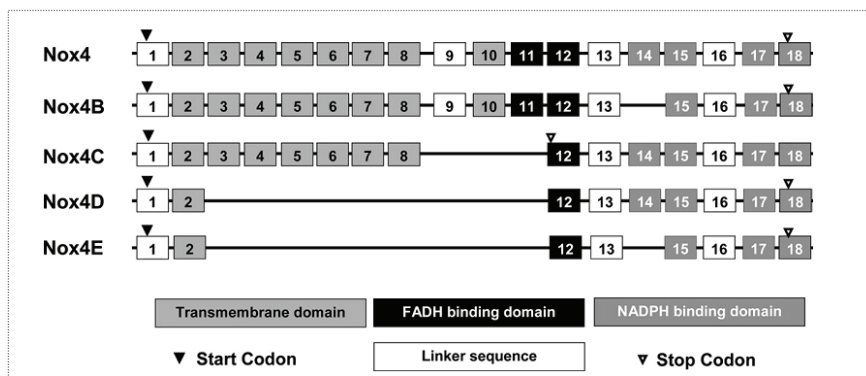 Nox4 1 2 3 4 5 6 7 8 9 10 11 12 13 14 15 16 17 18
Nox4B 1 2 3 4 5 6 7 8 9 10 11 12 13 15 16 17 18
Nox4C 1 2 3 4 5 6 7 8 12 13 14 15 16 17 18
Nox4D 1 2 12 13 14 15 16 17 18
Nox4E 1 2 12 13 15 16 17 18
Transmembrane domain FADH binding domain NADPH binding domain
Start Codon Linker sequence Stop Codon